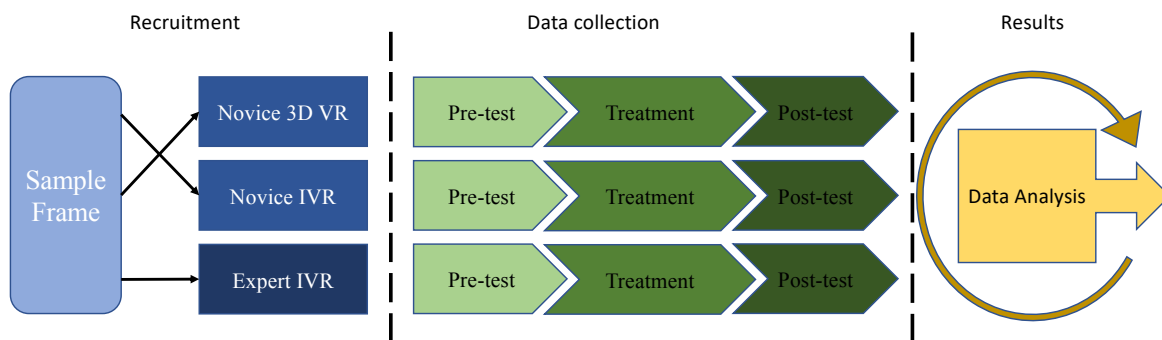 Recruitment
Data collection
Results
Sample
Frame
Novice 3D VR
Novice IVR
Expert IVR
Pre-test
Treatment
Post-test
Pre-test
Treatment
Post-test
Pre-test
Treatment
Post-test
Data Analysis